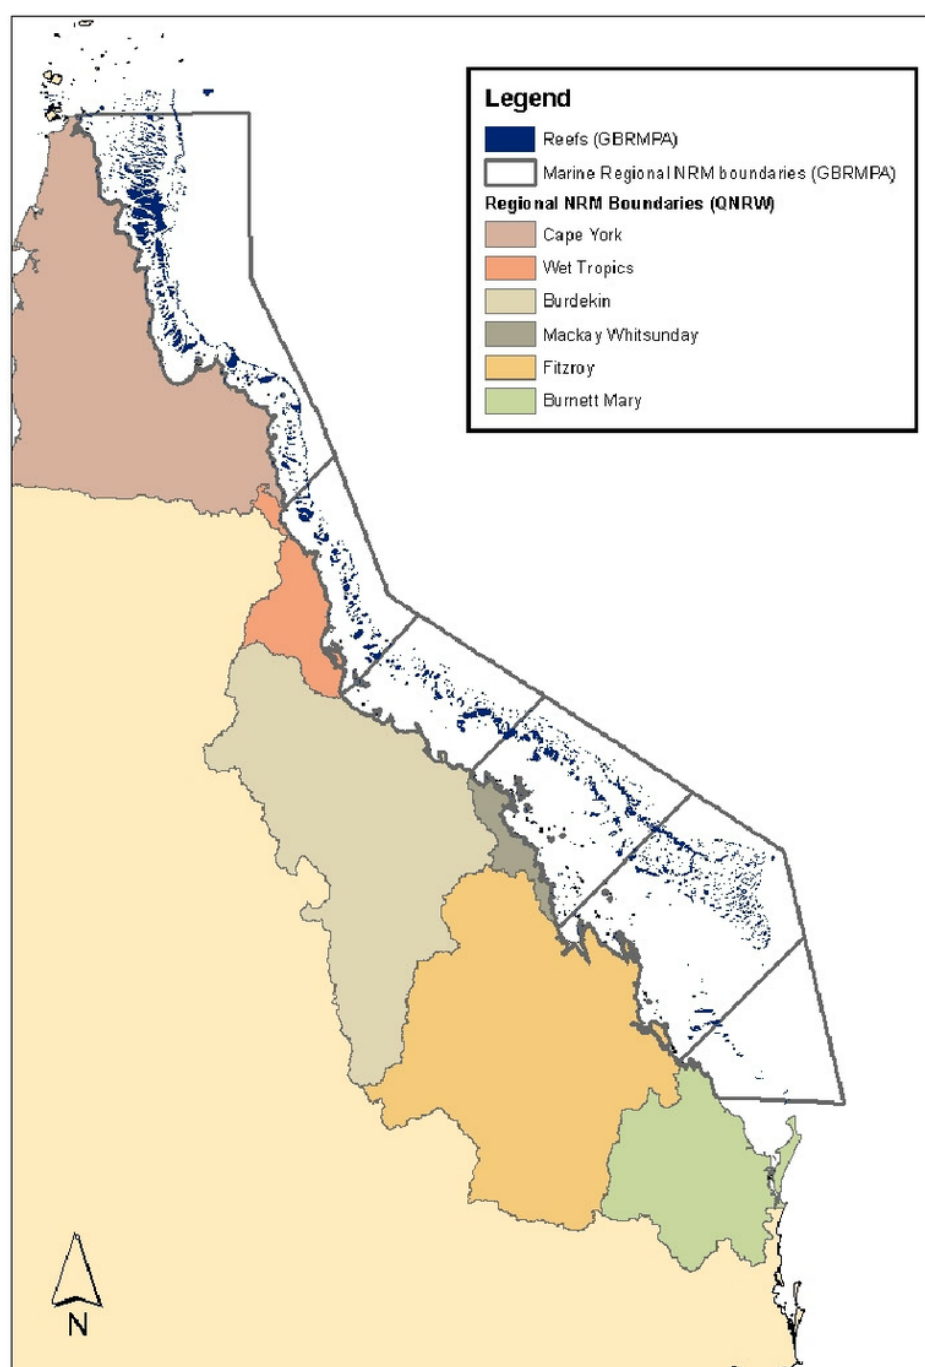 Legend
Reefs (GBRMPA)
Marine Regional NRM boundaries (GBRMPA)
Regional NRM Boundaries (QNRW)
Cape York
Wet Tropics
Burdekin
Mackay Whitsunday
Fitzroy
Burnett Mary
N